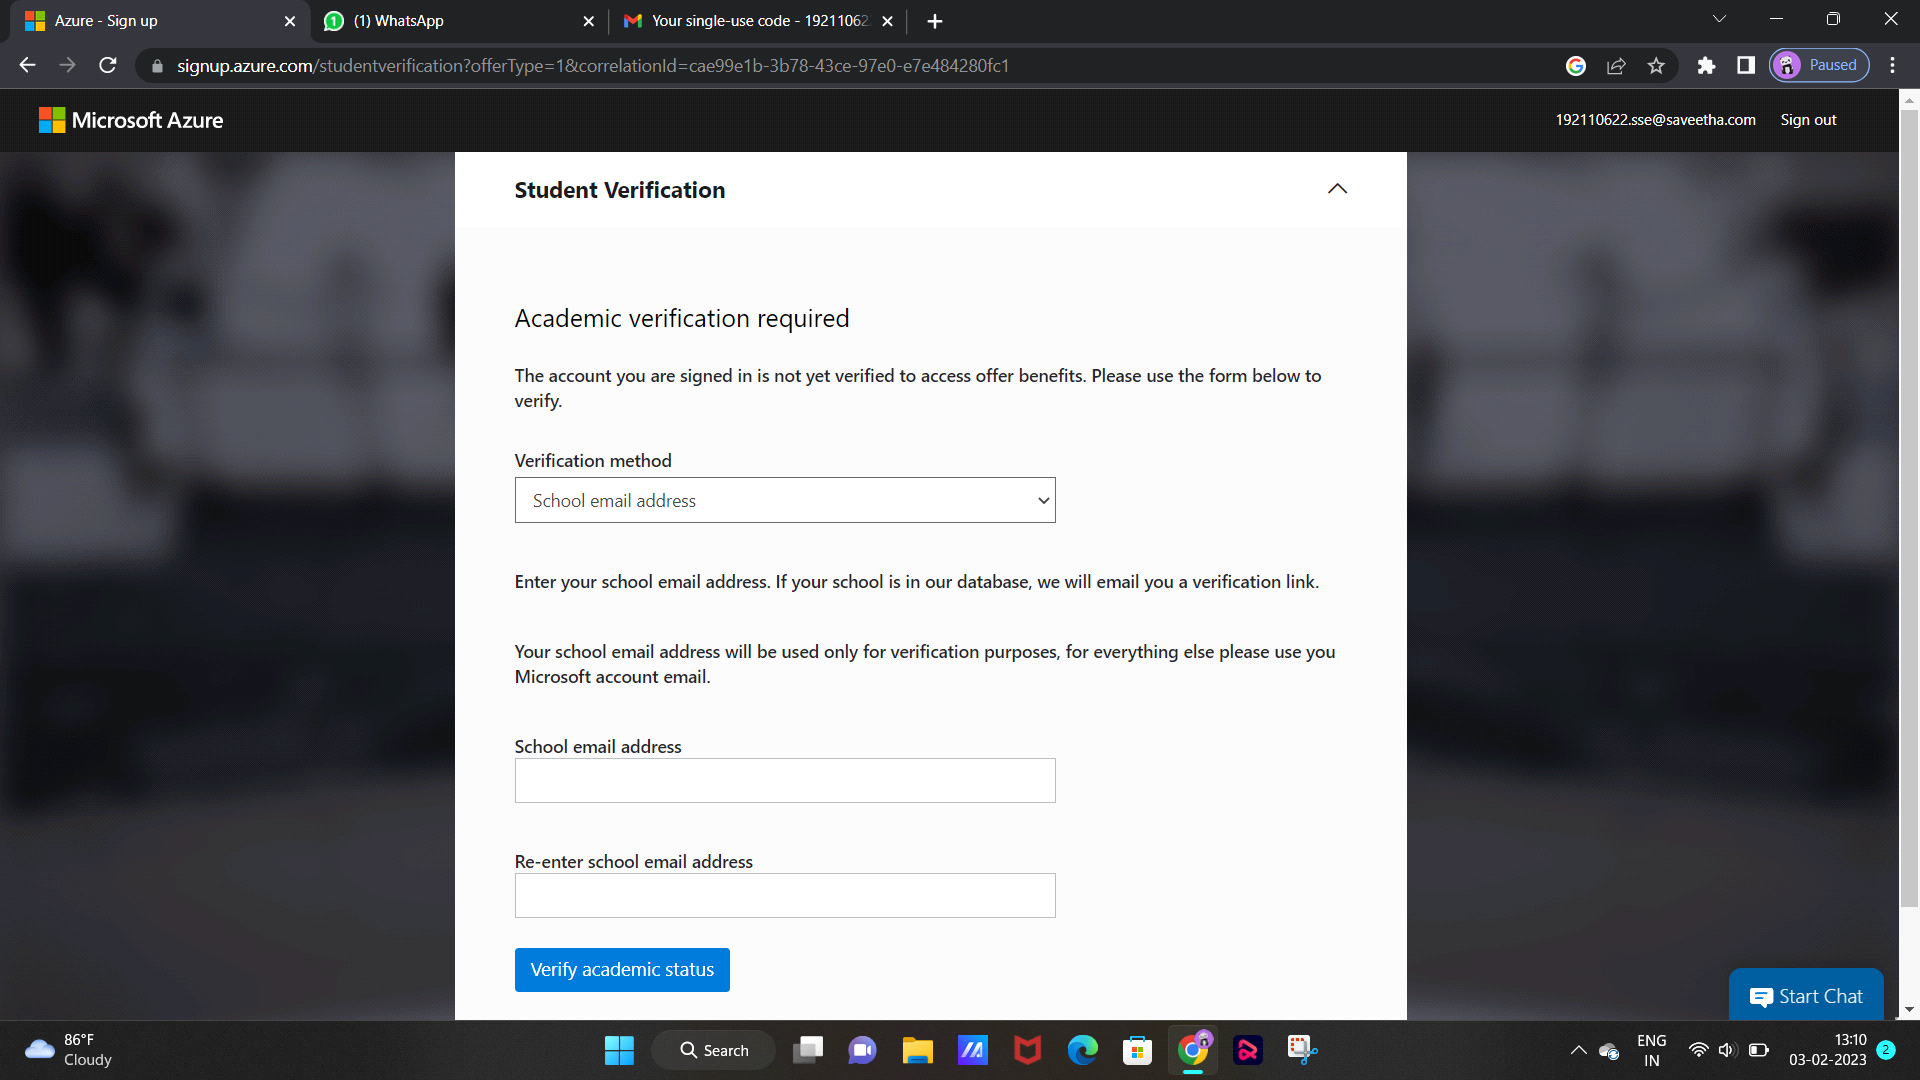 Azure - Sign up
(1) WhatsApp
Your single-use code - 19211062
signup.azure.com/studentverification?offerType=1&correlationId=cae99e1b-3b78-43ce-97e0-e7e484280fc1
Paused
Microsoft Azure
192110622.sse@saveetha.com
Sign out
Student Verification
Academic verification required
The account you are signed in is not yet verified to access offer benefits. Please use the form below to
verify.
Verification method
School email address
Enter your school email address. If your school is in our database, we will email you a verification link.
Your school email address will be used only for verification purposes, for everything else please use you
Microsoft account email.
School email address
Re-enter school email address
Verify academic status
Start Chat
86°F
Cloudy
Search
ENG
IN
13:10
03-02-2023
2